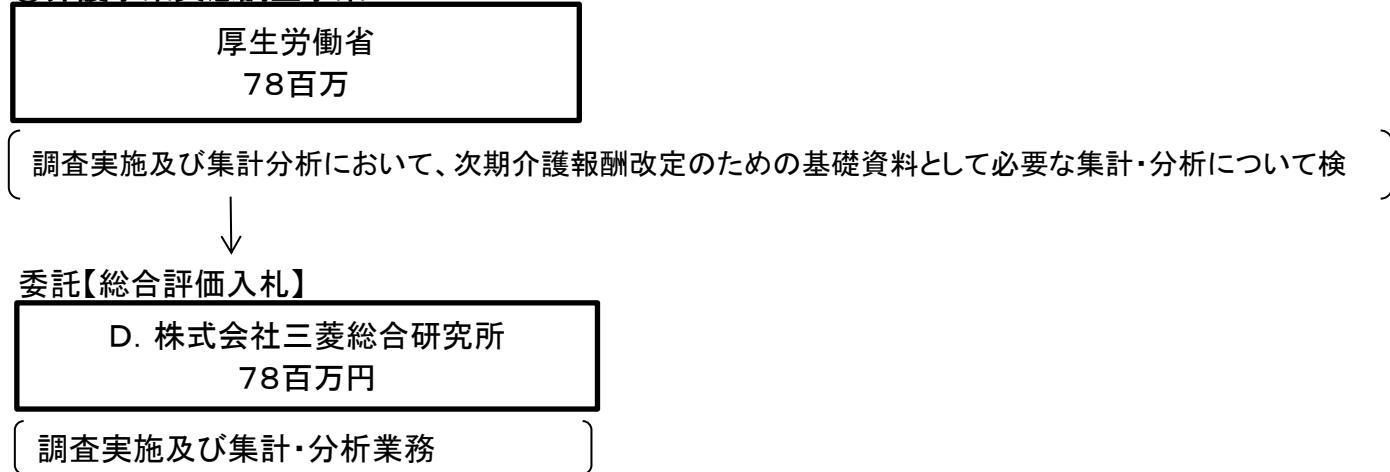 厚生労働省
78百万
調査実施及び集計分析において、次期介護報酬改定のための基礎資料として必要な集計・分析について検
委託【総合評価入札】
D. 株式会社三菱総合研究所
78百万円
調査実施及び集計・分析業務